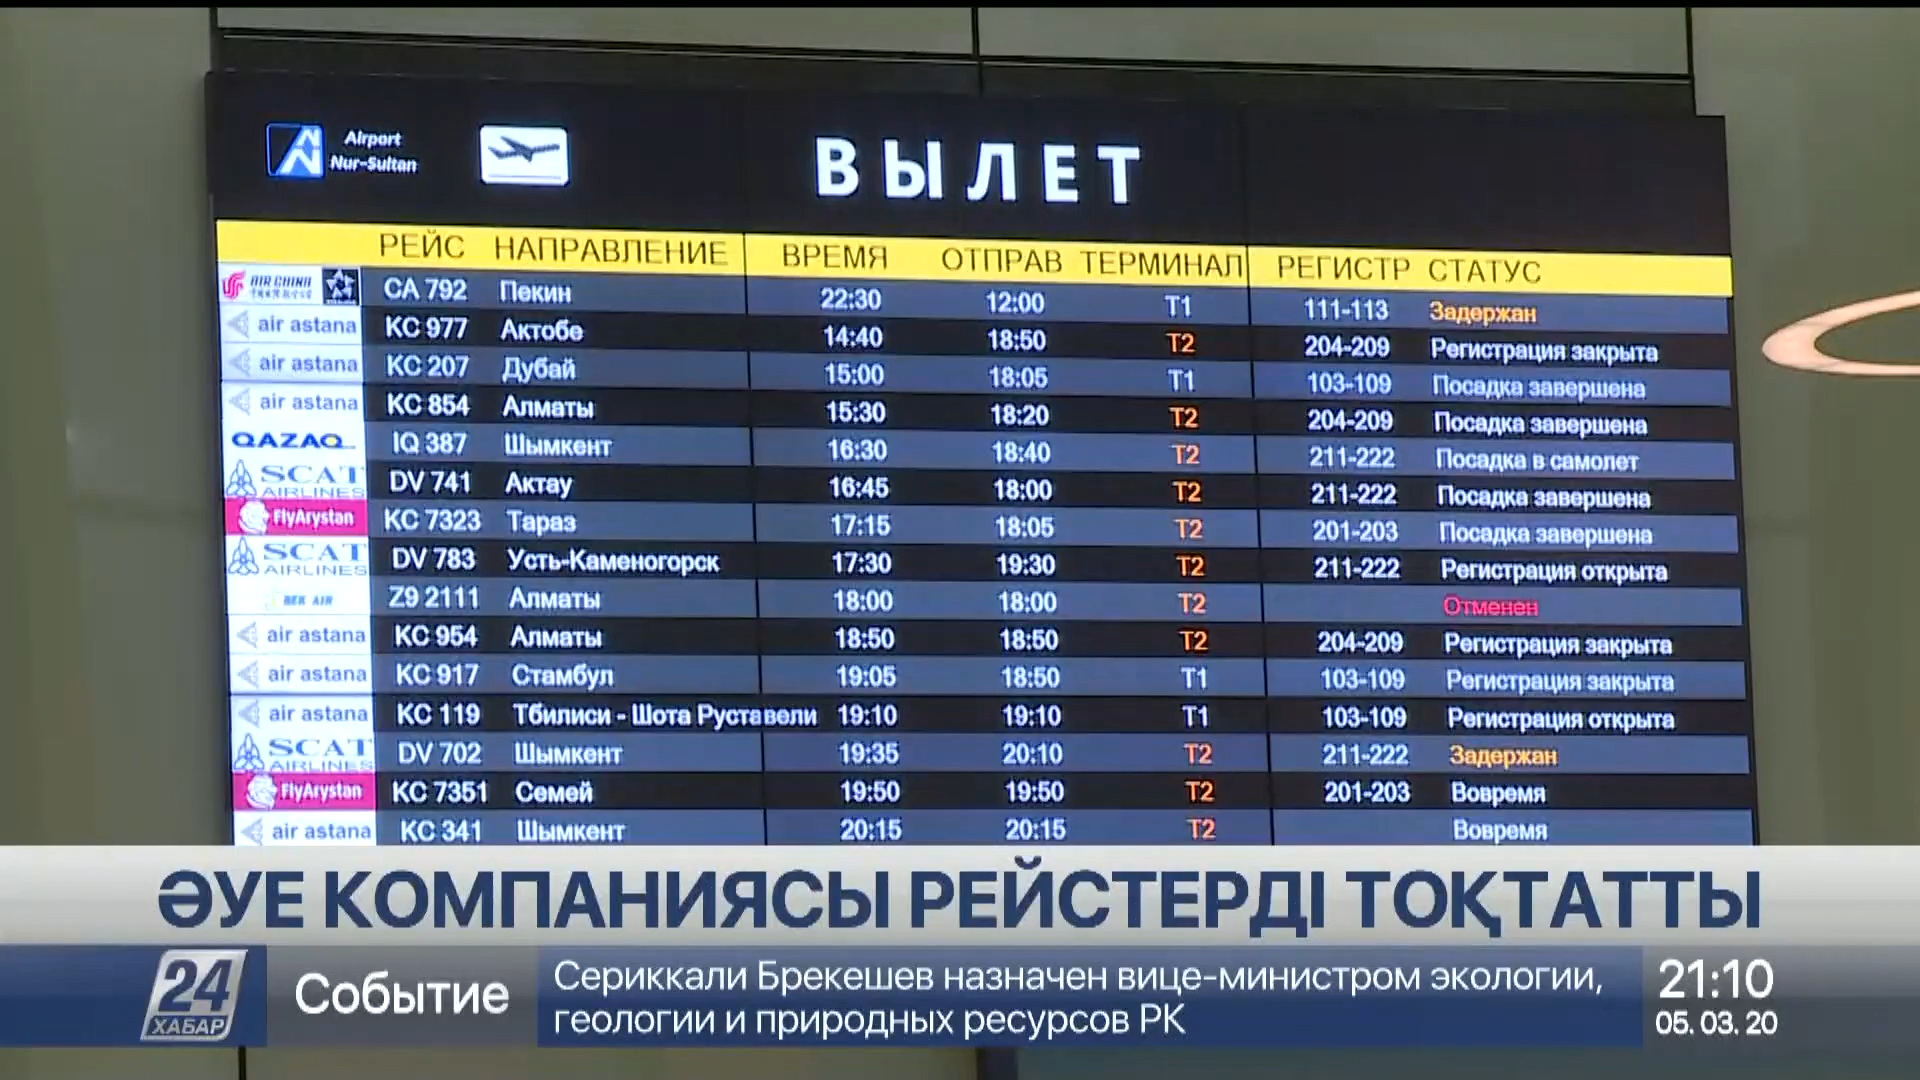 Airport
Nur-Sultan
ВЫЛЕТ
РЕЙС НАПРАВЛЕНИЕ ВРЕМЯ ОТПРАВ ТЕРМИНАЛ РЕГИСТР СТАТУС
AIR CHINA CA 792 Пекин 22:30 12:00 T1 111-113 Задержан
air astana KC 977 Актобе 14:40 18:50 T2 204-209 Регистрация закрыта
air astana KC 207 Дубай 15:00 18:05 T1 103-109 Посадка завершена
air astana KC 854 Алматы 15:30 18:20 T2 204-209 Посадка завершена
QAZAQ IQ 387 Шымкент 16:30 18:40 T2 211-222 Посадка в самолет
SCAT AIRLINES DV 741 Актау 16:45 18:00 T2 211-222 Посадка завершена
FlyArystan KC 7323 Тараз 17:15 18:05 T2 201-203 Посадка завершена
SCAT AIRLINES DV 783 Усть-Каменогорск 17:30 19:30 T2 211-222 Регистрация открыта
BEK AIR Z9 2111 Алматы 18:00 18:00 T2 Отменен
air astana KC 954 Алматы 18:50 18:50 T2 204-209 Регистрация закрыта
air astana KC 917 Стамбул 19:05 18:50 T1 103-109 Регистрация закрыта
air astana KC 119 Тбилиси - Шота Руставели 19:10 19:10 T1 103-109 Регистрация открыта
SCAT AIRLINES DV 702 Шымкент 19:35 20:10 T2 211-222 Задержан
FlyArystan KC 7351 Семей 19:50 19:50 T2 201-203 Вовремя
air astana KC 341 Шымкент 20:15 20:15 T2 Вовремя
ӘУЕ КОМПАНИЯСЫ РЕЙСТЕРДІ ТОҚТАТТЫ
24
ХАБАР
Событие
Сериккали Брекешев назначен вице-министром экологии,
геологии и природных ресурсов РК
21:10
05. 03. 20